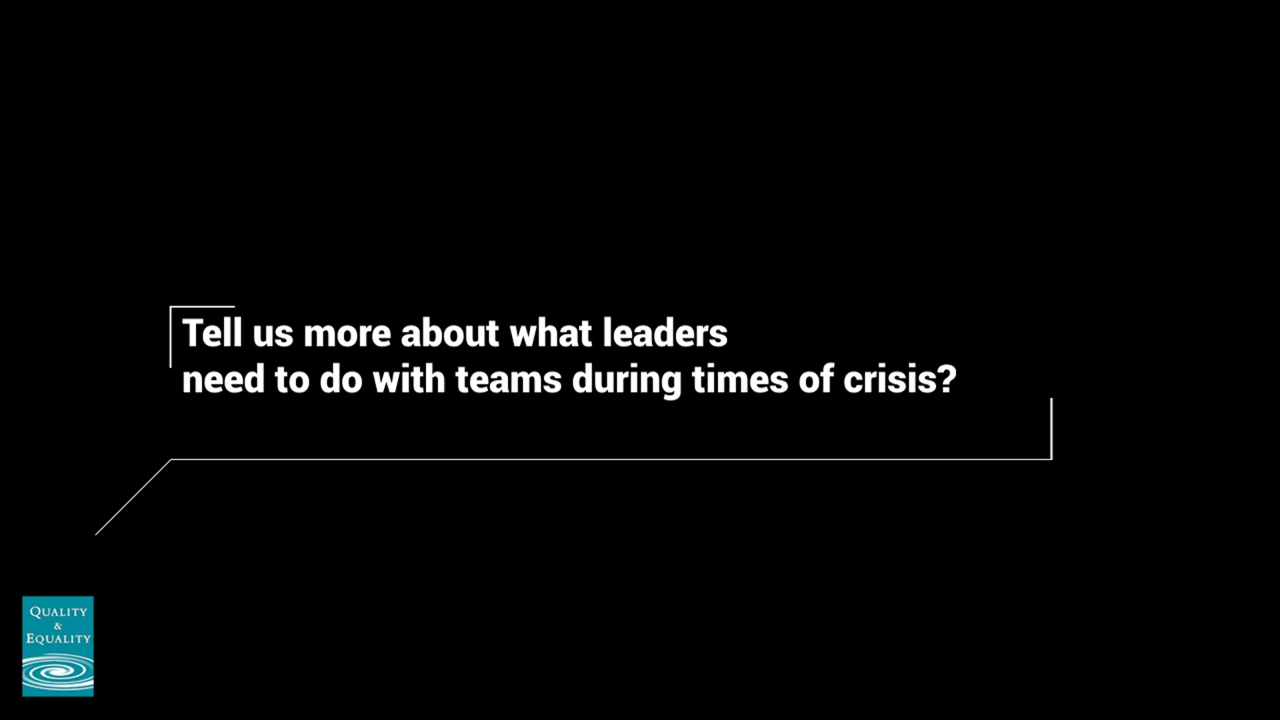 Tell us more about what leaders
need to do with teams during times of crisis?
QUALITY
&
EQUALITY